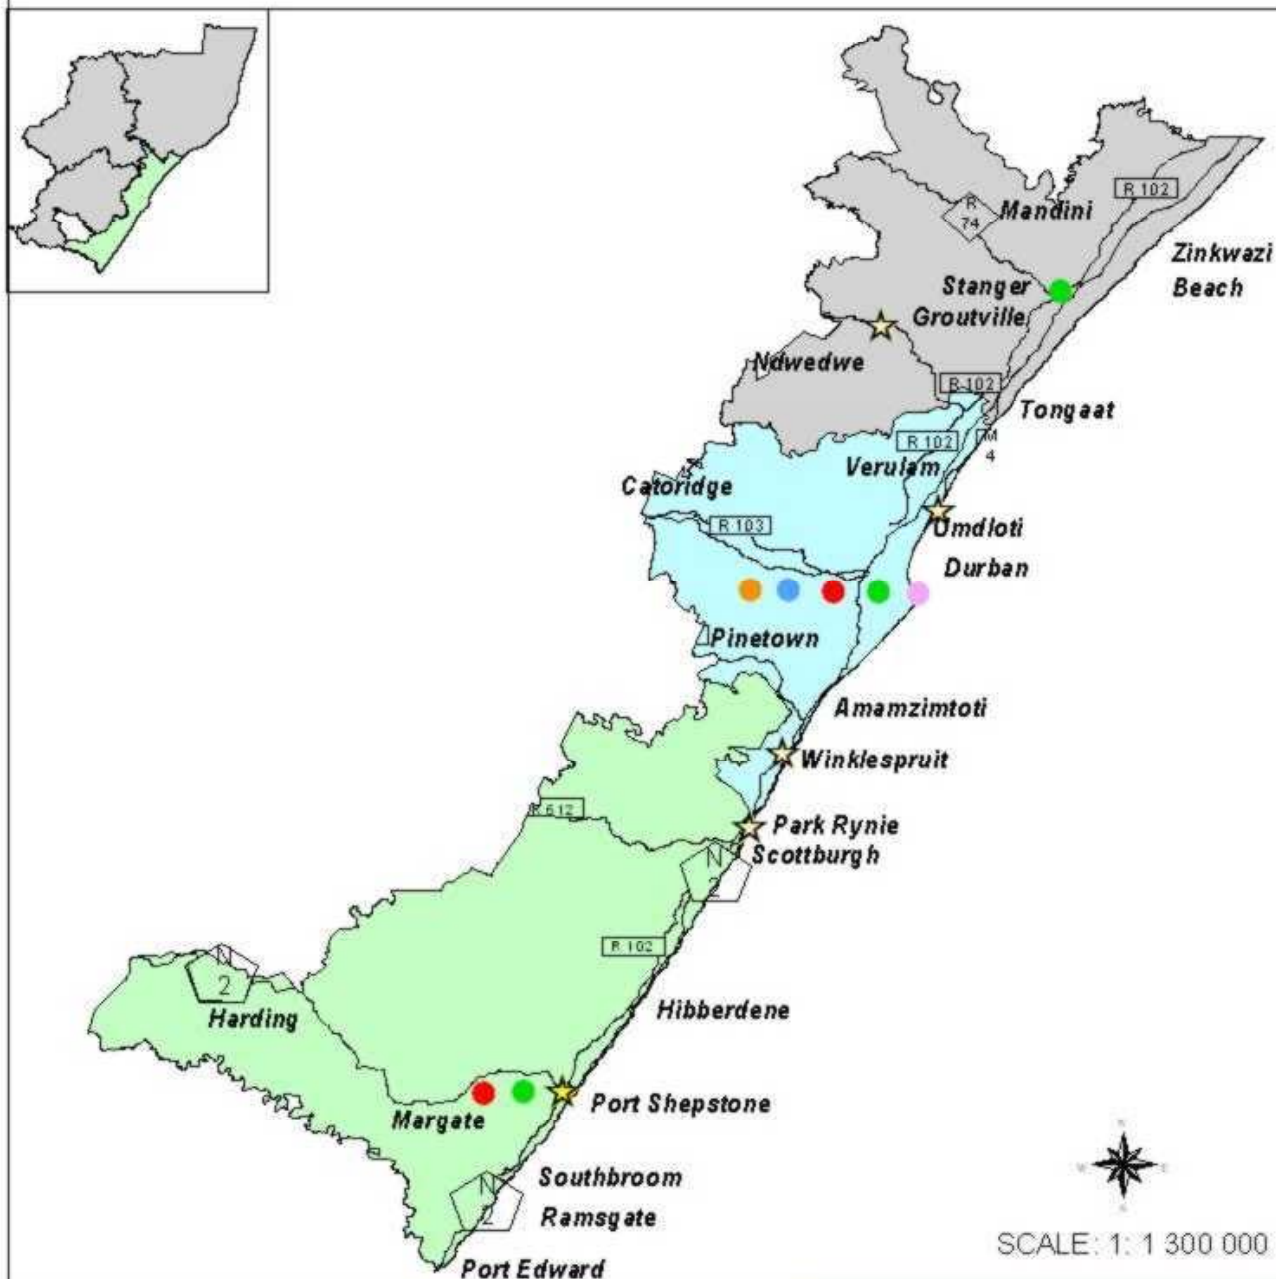 R 102
R
74
Mandini
Zinkwazi
Beach
Stanger
Groutville
Ndwedwe
R 102
Tongaat
R 102
M
4
Verulam
Catoridge
R 103
Umdloti
Durban
Pinetown
Amamzimtoti
Winklespruit
R 612
Park Rynie
Scottburgh
N
2
R 102
N
2
Harding
Hibberdene
Port Shepstone
Margate
Southbroom
N
2
Ramsgate
Port Edward
N
W
E
S
SCALE: 1: 1 300 000